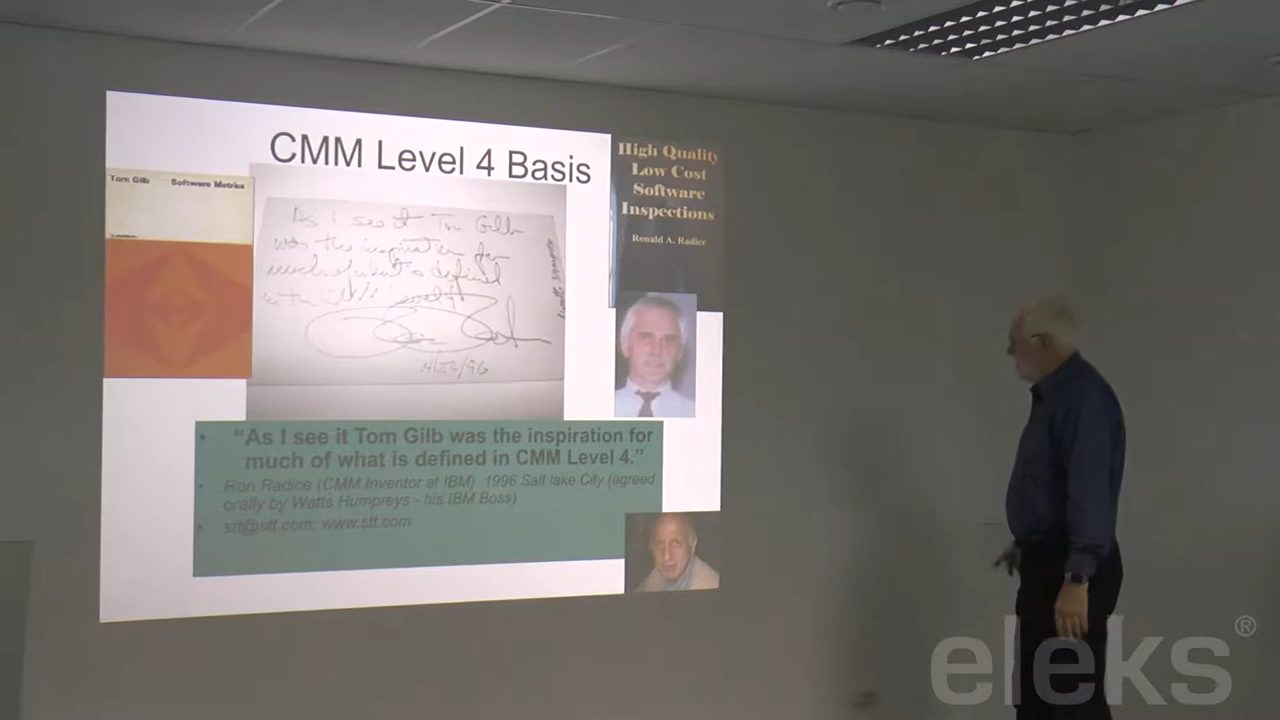 CMM Level 4 Basis
Tom Gilb Software Metrics
As I see it Tom Gilb
was the inspiration for
much of what is defined
in the CMM Level 4
4/25/96
High Quality
Low Cost
Software
Inspections
Ronald A. Radice
• “As I see it Tom Gilb was the inspiration for
much of what is defined in CMM Level 4.”
• Ron Radice (CMM Inventor at IBM) 1996 Salt lake City (agreed
orally by Watts Humpreys - his IBM Boss)
• stt@stt.com. www.stt.com
eleks®